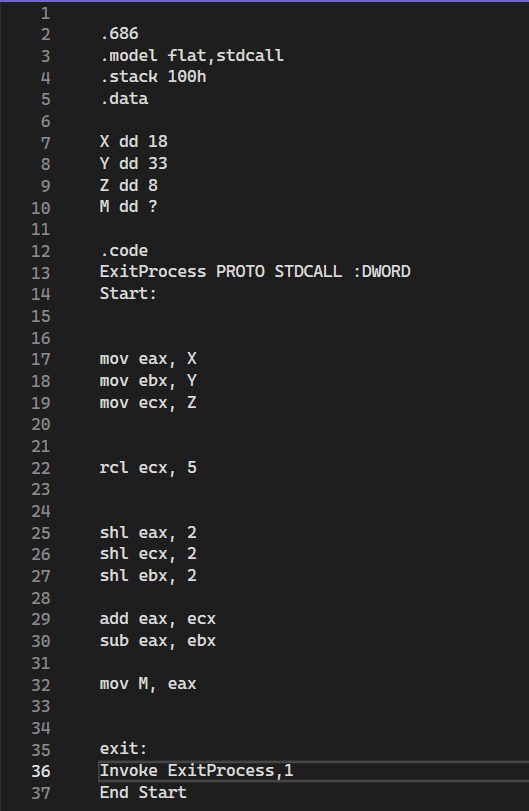 1
2 .686
3 .model flat,stdcall
4 .stack 100h
5 .data
6
7 X dd 18
8 Y dd 33
9 Z dd 8
10 M dd ?
11
12 .code
13 ExitProcess PROTO STDCALL :DWORD
14 Start:
15
16
17 mov eax, X
18 mov ebx, Y
19 mov ecx, Z
20
21
22 rcl ecx, 5
23
24
25 shl eax, 2
26 shl ecx, 2
27 shl ebx, 2
28
29 add eax, ecx
30 sub eax, ebx
31
32 mov M, eax
33
34
35 exit:
36 Invoke ExitProcess,1
37 End Start